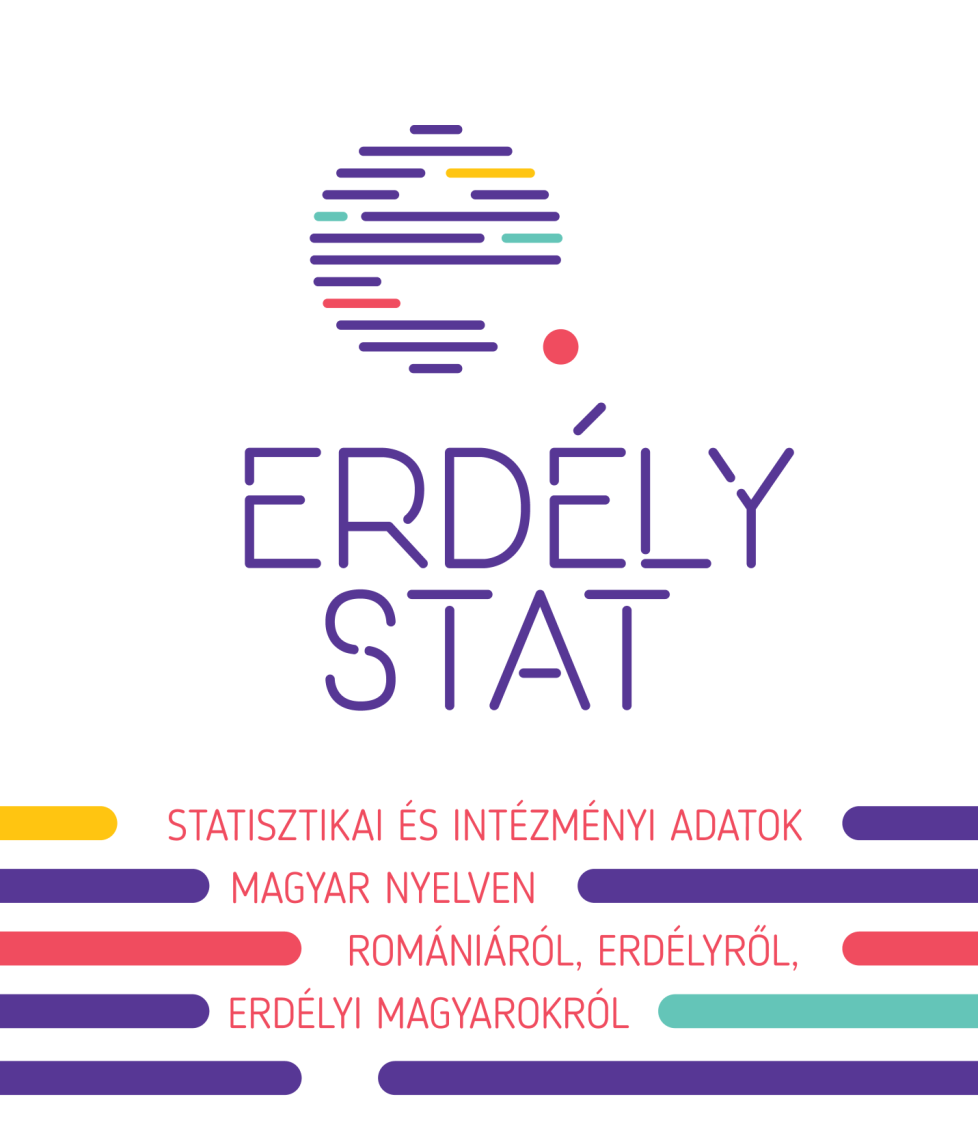 ERDÉLY
STAT
STATISZTIKAI ÉS INTÉZMÉNYI ADATOK
MAGYAR NYELVEN
ROMÁNIÁRÓL, ERDÉLYRŐL,
ERDÉLYI MAGYAROKRÓL